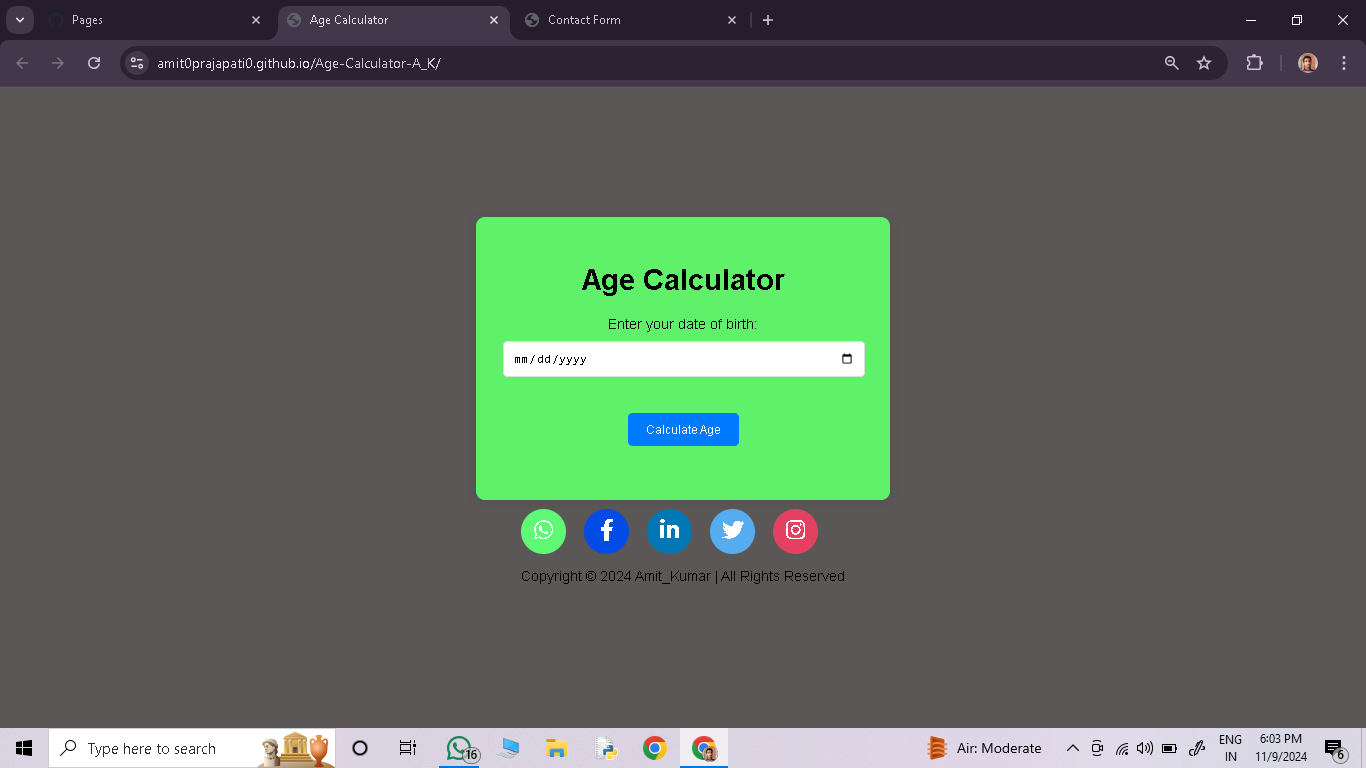 Pages
Age Calculator
Contact Form
amit0prajapati0.github.io/Age-Calculator-A_K/
Age Calculator
Enter your date of birth:
mm/dd/yyyy
Calculate Age
in
Copyright © 2024 Amit_Kumar | All Rights Reserved
Type here to search
16
Air: Moderate
ENG
IN
6:03 PM
11/9/2024
6